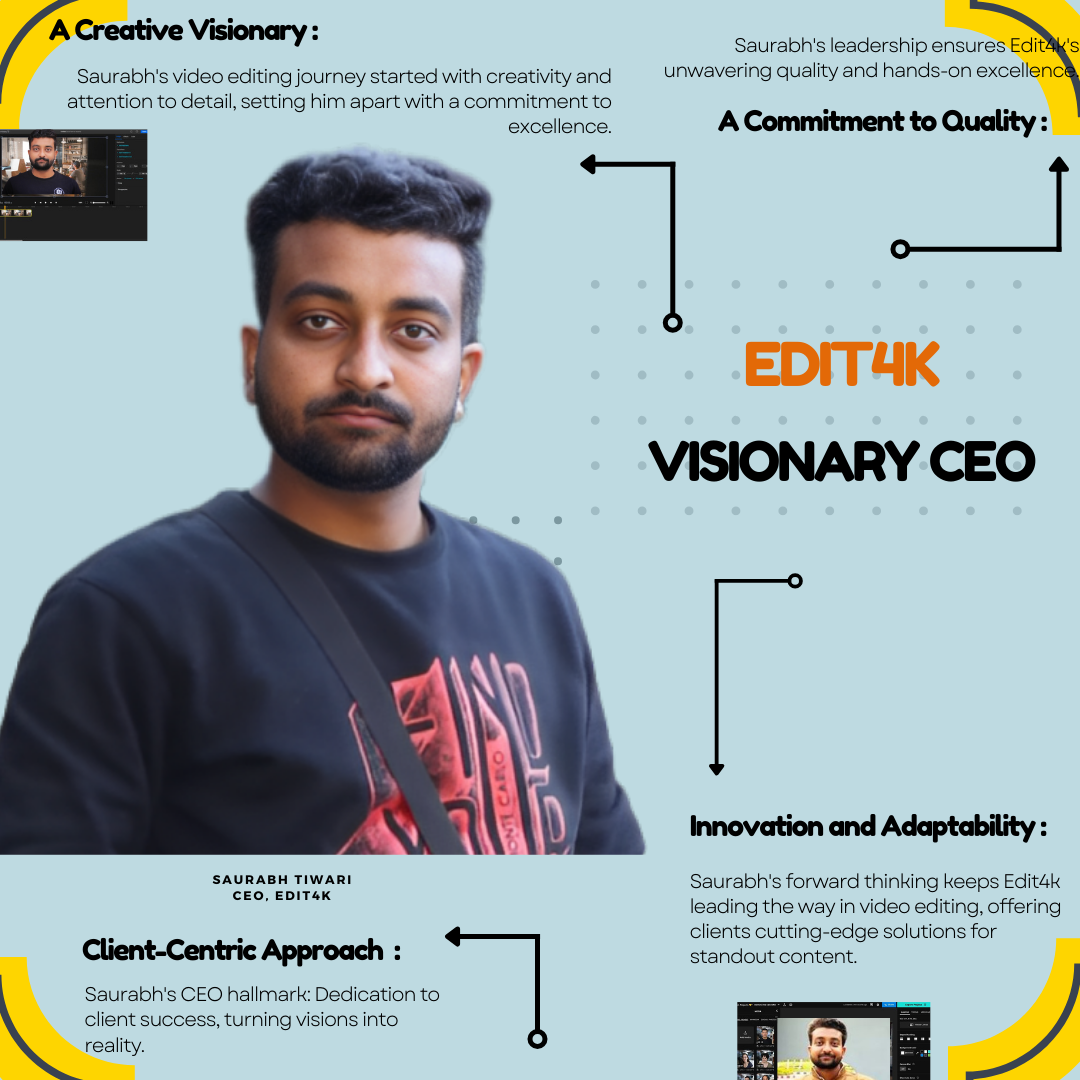 A Creative Visionary :
Saurabh's video editing journey started with creativity and
attention to detail, setting him apart with a commitment to
excellence.
Saurabh's leadership ensures Edit4k's
unwavering quality and hands-on excellence.
A Commitment to Quality :
EDIT4K
VISIONARY CEO
MONTE CARLO
SAURABH TIWARI
CEO, EDIT4K
Client-Centric Approach :
Saurabh's CEO hallmark: Dedication to
client success, turning visions into
reality.
Innovation and Adaptability :
Saurabh's forward thinking keeps Edit4k
leading the way in video editing, offering
clients cutting-edge solutions for
standout content.